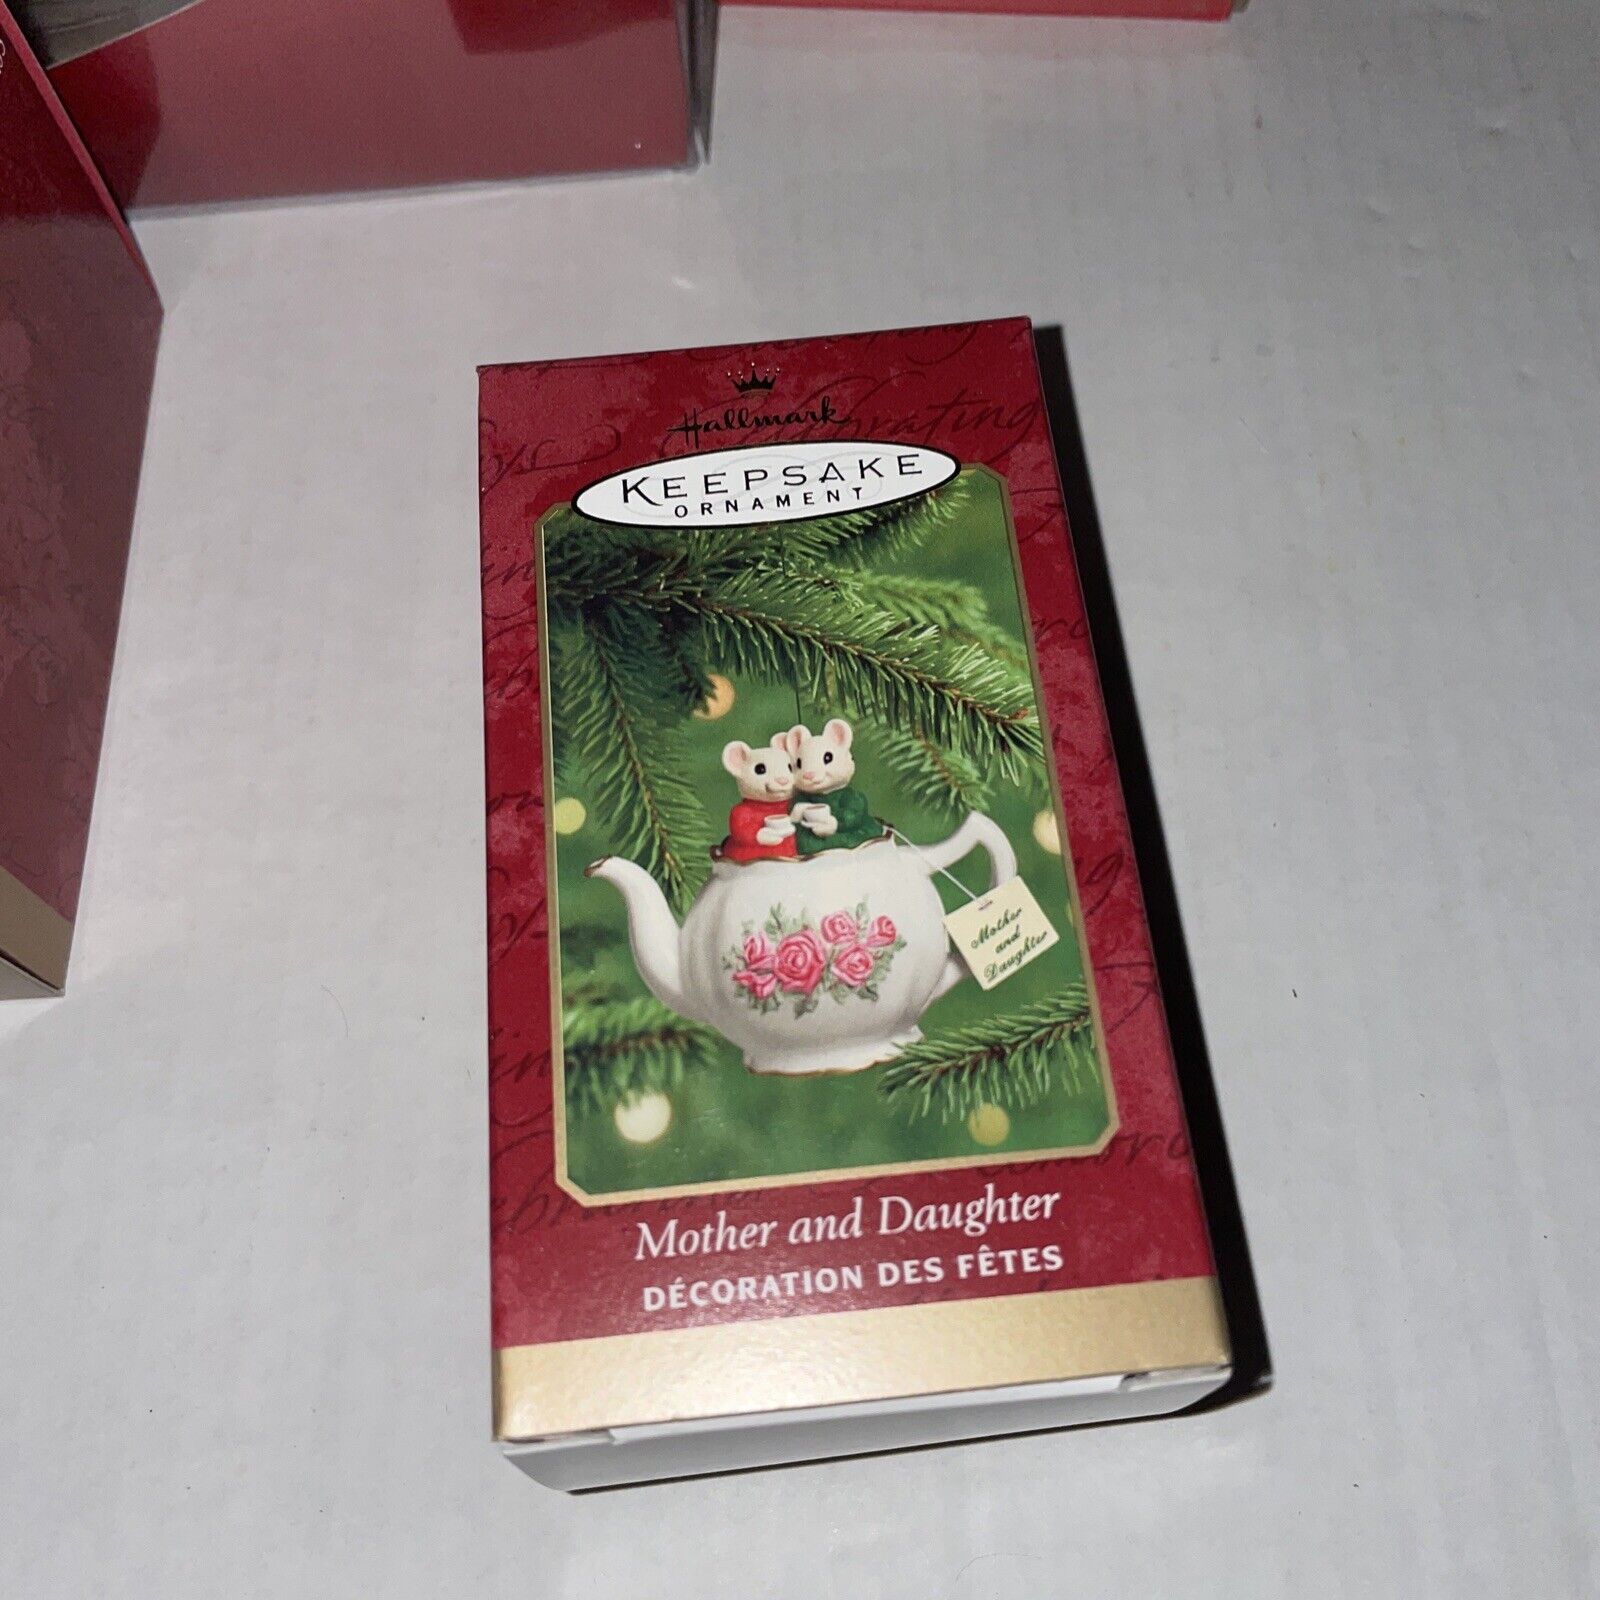 Hallmark
KEEPSAKE
ORNAMENT
Mother
and
Daughter
Mother and Daughter
DÉCORATION DES FÊTES